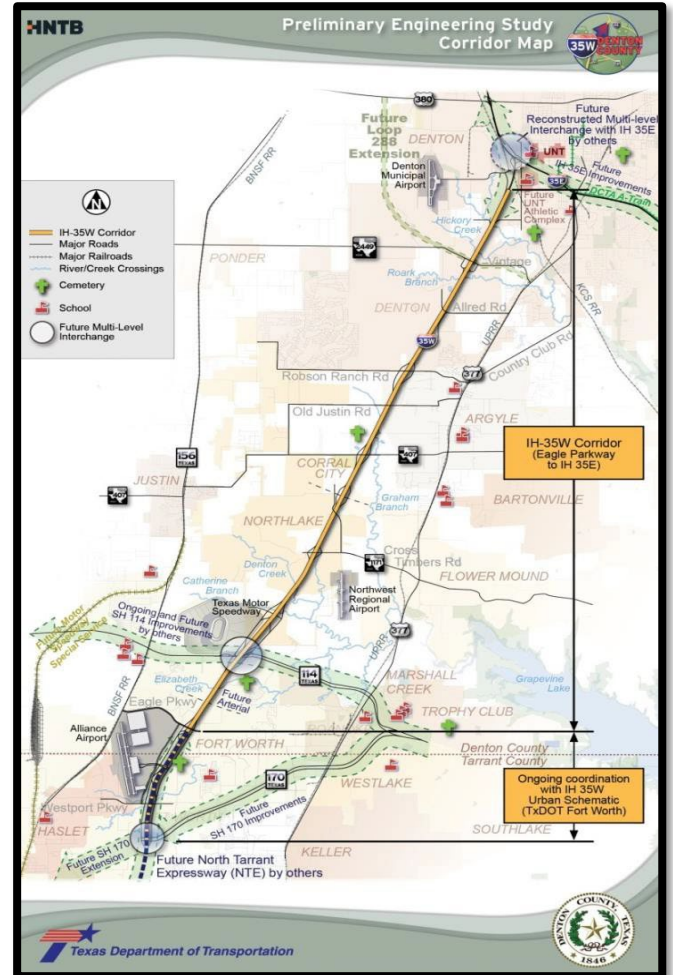 HNTB
Preliminary Engineering Study
Corridor Map
35W
DENTON
COUNTY
380
Future
Reconstructed Multi-level
Interchange with IH 35E
by others
DENTON
Future
Loop
288
Extension
UNT
Denton
Municipal
Airport
Future
IH 35E Improvements
35E
DCTA A-Train
Future
UNT
Athletic
Complex
BNSF RR
N
IH-35W Corridor
Major Roads
Major Railroads
River/Creek Crossings
Cemetery
School
Future Multi-Level
Interchange
Hickory
Creek
PONDER
2449
Vintage
Roark
Branch
KCS RR
DENTON
Allred Rd
35W
UPRR
Country Club Rd
377
Robson Ranch Rd
Old Justin Rd
ARGYLE
IH-35W Corridor
(Eagle Parkway
to IH 35E)
156
TEXAS
407
CORRAL
CITY
JUSTIN
407
BARTONVILLE
Graham
Branch
NORTHLAKE
Cross
Timbers Rd
1171
Denton
Creek
FLOWER MOUND
Catherine
Branch
Northwest
Regional
Airport
Texas Motor
Speedway
Ongoing and Future
SH 114 Improvements
by others
377
UPRR
114
TEXAS
MARSHALL
CREEK
Grapevine
Lake
Elizabeth
Creek
Future
Arterial
BNSF RR
Eagle Pkwy
TROPHY CLUB
Alliance
Airport
FORT WORTH
Denton County
Tarrant County
170
TEXAS
WESTLAKE
Ongoing coordination
with IH 35W
Urban Schematic
(TxDOT Fort Worth)
Westport Pkwy
Future
SH 170 Improvements
HASLET
SOUTHLAKE
KELLER
Future SH 170
Extension
Future North Tarrant
Expressway (NTE) by others
Texas Department of Transportation
DENTON COUNTY, TEXAS
1846